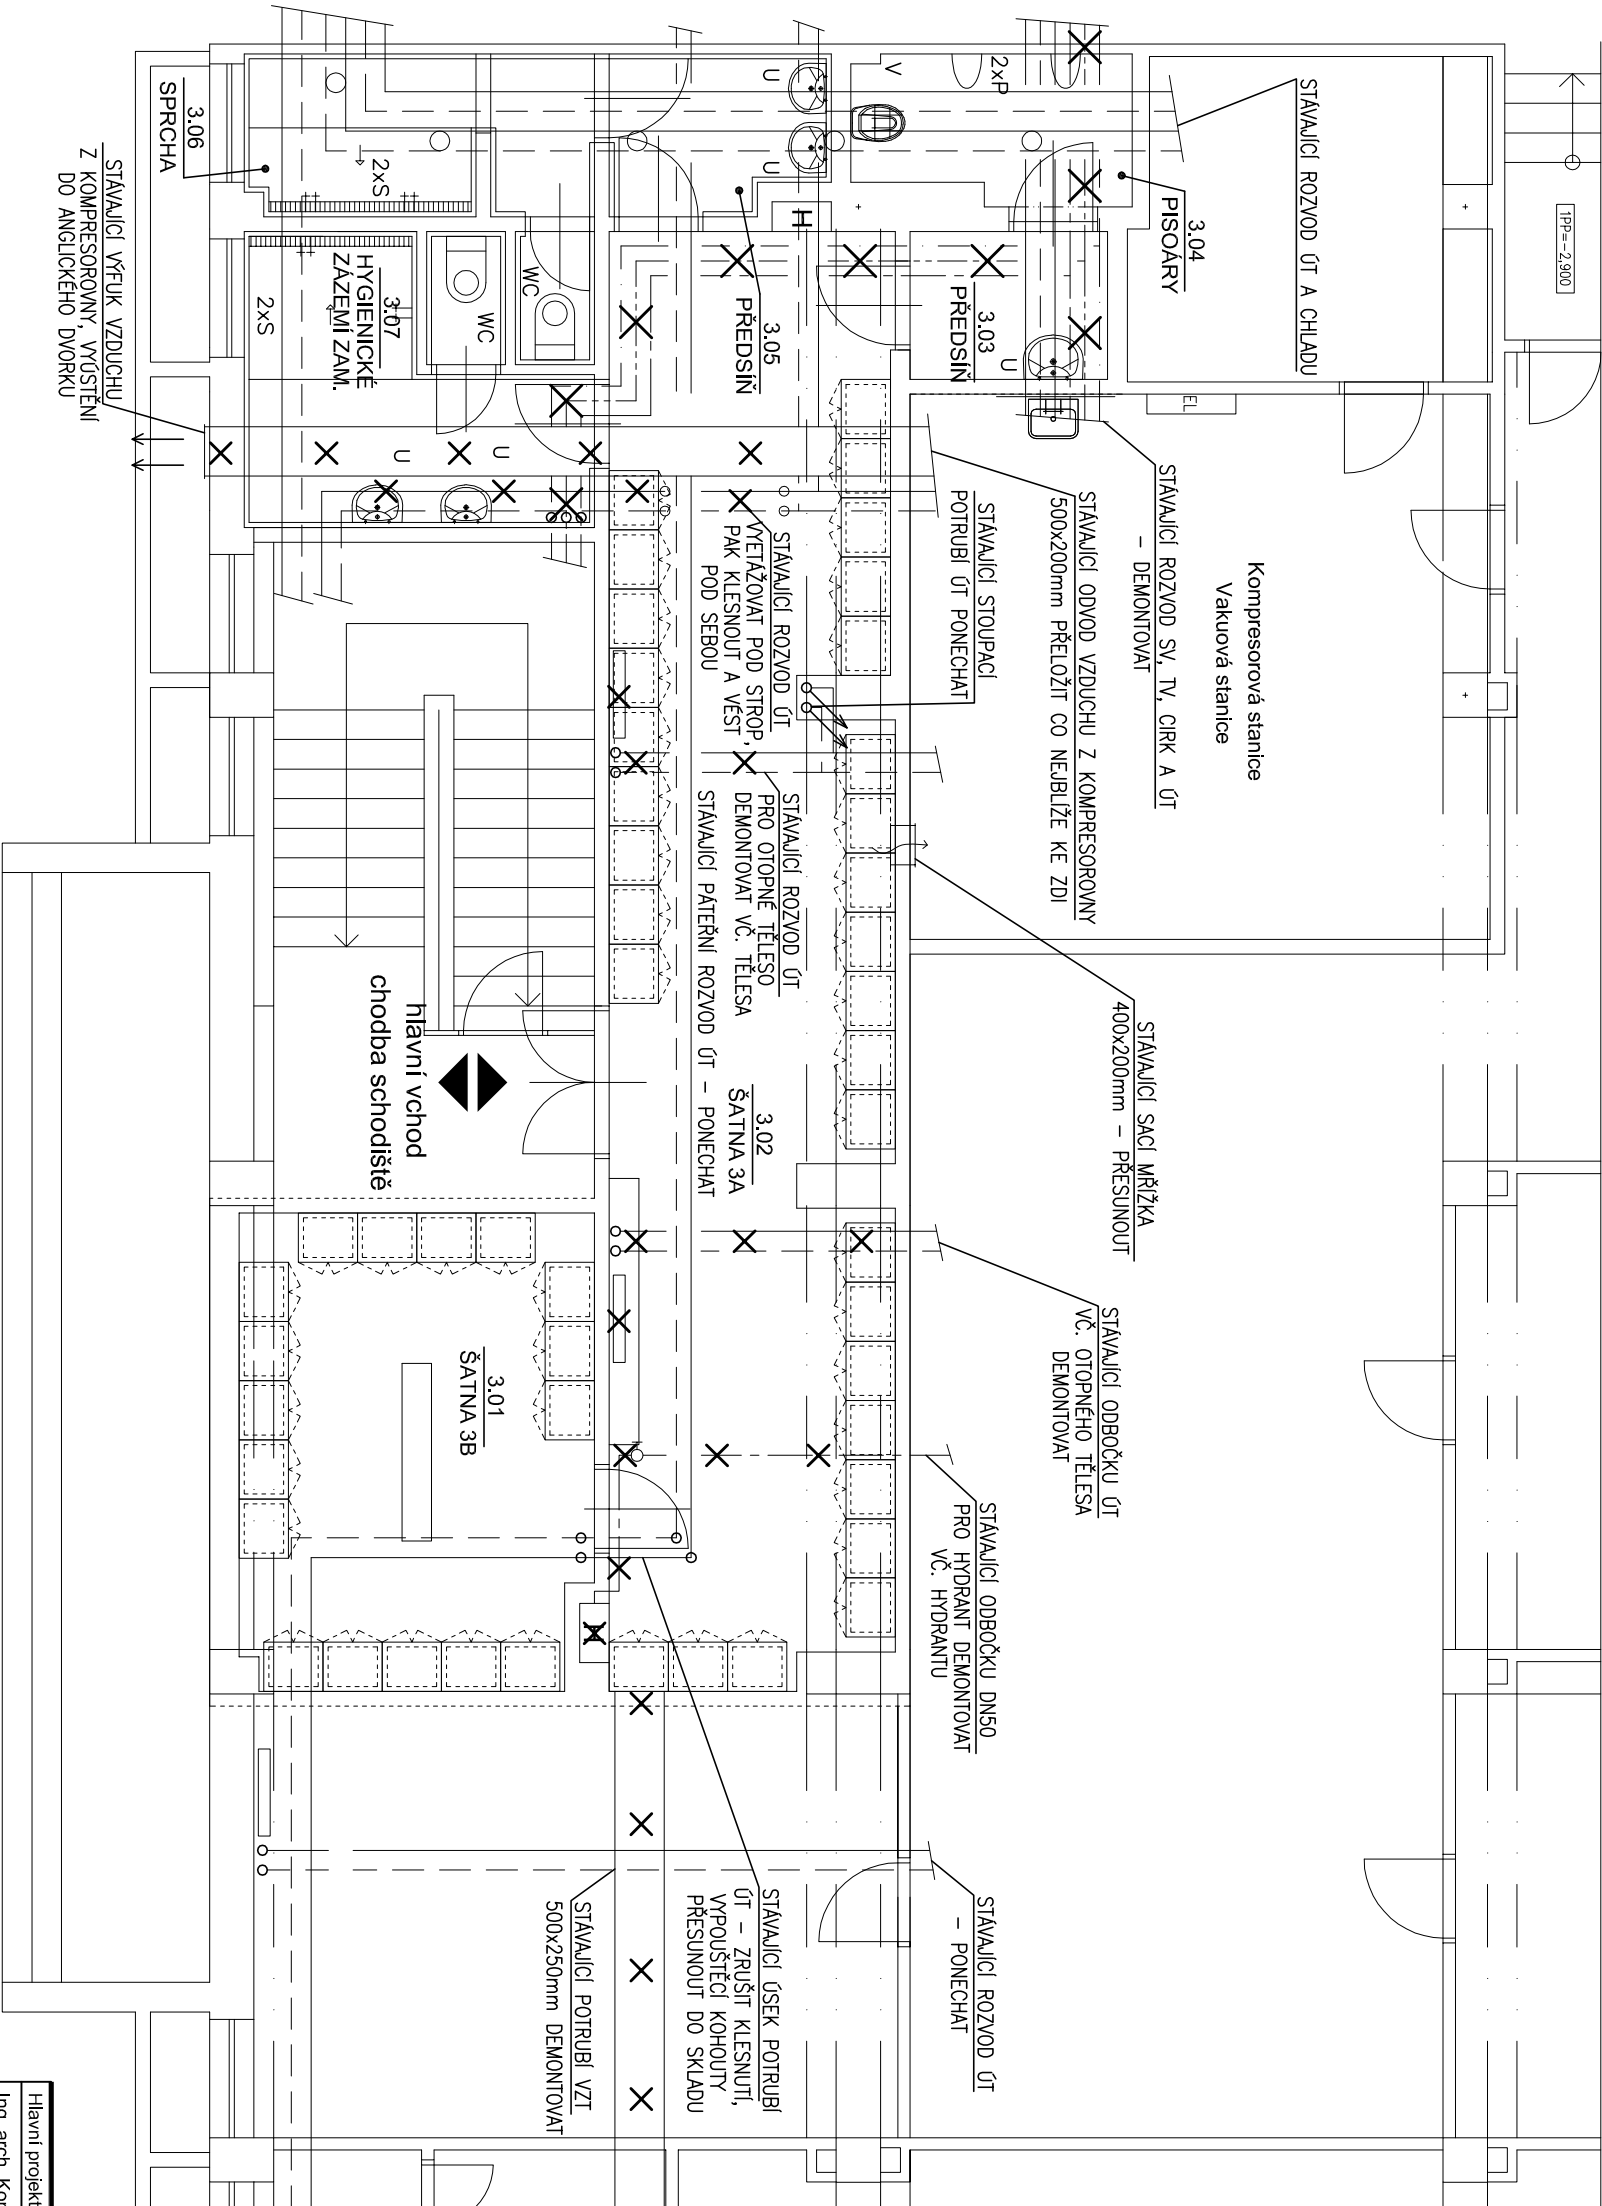 1PP=-2,900
STÁVAJÍCÍ ROZVOD ÚT A CHLADU
3.04
PISOÁRY
2xP
V
3.03
PŘEDSÍŇ
U
EL
STÁVAJÍCÍ ROZVOD SV, TV, CIRK A ÚT
- DEMONTOVAT
Kompresorová stanice
Vakuová stanice
STÁVAJÍCÍ ODVOD VZDUCHU Z KOMPRESOROVNY
500x200mm PŘELOŽIT CO NEJBLÍŽE KE ZDI
STÁVAJÍCÍ STOUPACÍ
POTRUBÍ ÚT PONECHAT
STÁVAJÍCÍ SACÍ MŘÍŽKA
400x200mm - PŘESUNOUT
STÁVAJÍCÍ ODBOČKU ÚT
VČ. OTOPNÉHO TĚLESA
DEMONTOVAT
STÁVAJÍCÍ ODBOČKU DN50
PRO HYDRANT DEMONTOVAT
VČ. HYDRANTU
STÁVAJÍCÍ ROZVOD ÚT
- PONECHAT
U
U
H
3.05
PŘEDSÍŇ
STÁVAJÍCÍ ROZVOD ÚT
VYETÁŽOVAT POD STROP,
PAK KLESNOUT A VÉST
POD SEBOU
STÁVAJÍCÍ ROZVOD ÚT
PRO OTOPNÉ TĚLESO
DEMONTOVAT VČ. TĚLESA
STÁVAJÍCÍ PÁTEŘNÍ ROZVOD ÚT - PONECHAT
3.02
ŠATNA 3A
STÁVAJÍCÍ ÚSEK POTRUBÍ
ÚT - ZRUŠIT KLESNUTÍ,
VYPOUŠTĚCÍ KOHOUTY
PŘESUNOUT DO SKLADU
STÁVAJÍCÍ POTRUBÍ VZT
500x250mm DEMONTOVAT
H
WC
WC
U
U
3.07
HYGIENICKÉ
ZÁZEMÍ ZAM.
2xS
2xS
hlavní vchod
chodba schodiště
3.01
ŠATNA 3B
3.06
SPRCHA
STÁVAJÍCÍ VÝFUK VZDUCHU
Z KOMPRESOROVNY, VYÚSTĚNÍ
DO ANGLICKÉHO DVORKU
Hlavní projekt
Ing. arch. Kor